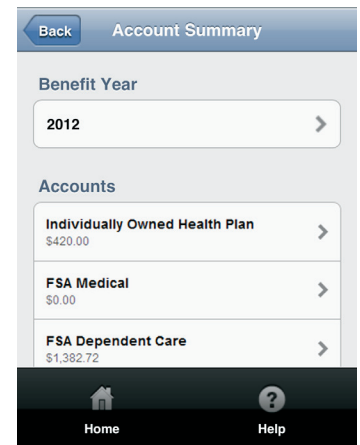 Back
Account Summary
Benefit Year
2012
Accounts
Individually Owned Health Plan
$420.00
FSA Medical
$0.00
FSA Dependent Care
$1,382.72
?
Home
Help